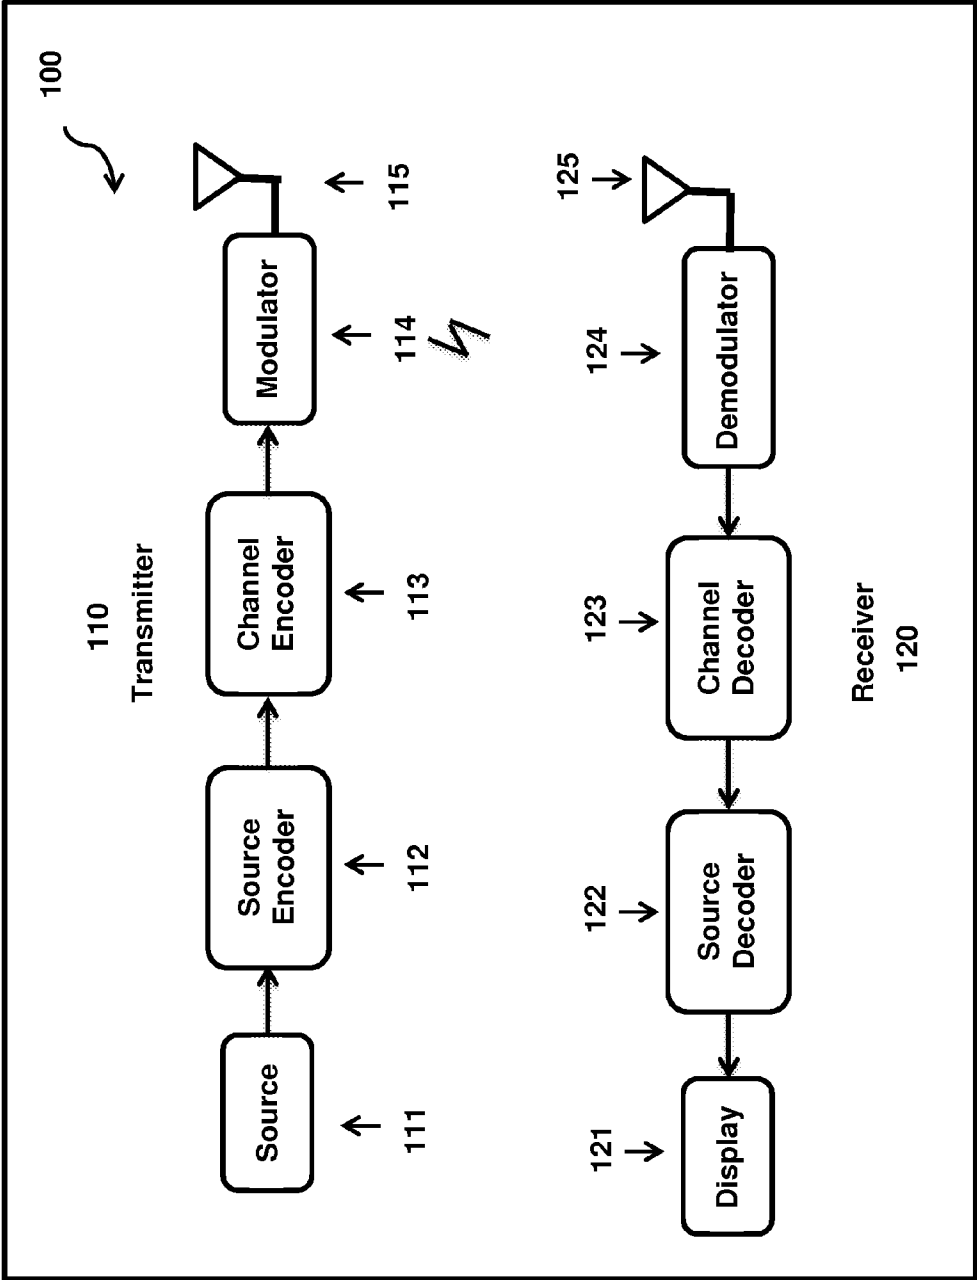 100
110
Transmitter
Source
Source
Encoder
Channel
Encoder
Modulator
111
112
113
114
115
121
122
123
124
125
Display
Source
Decoder
Channel
Decoder
Demodulator
Receiver
120